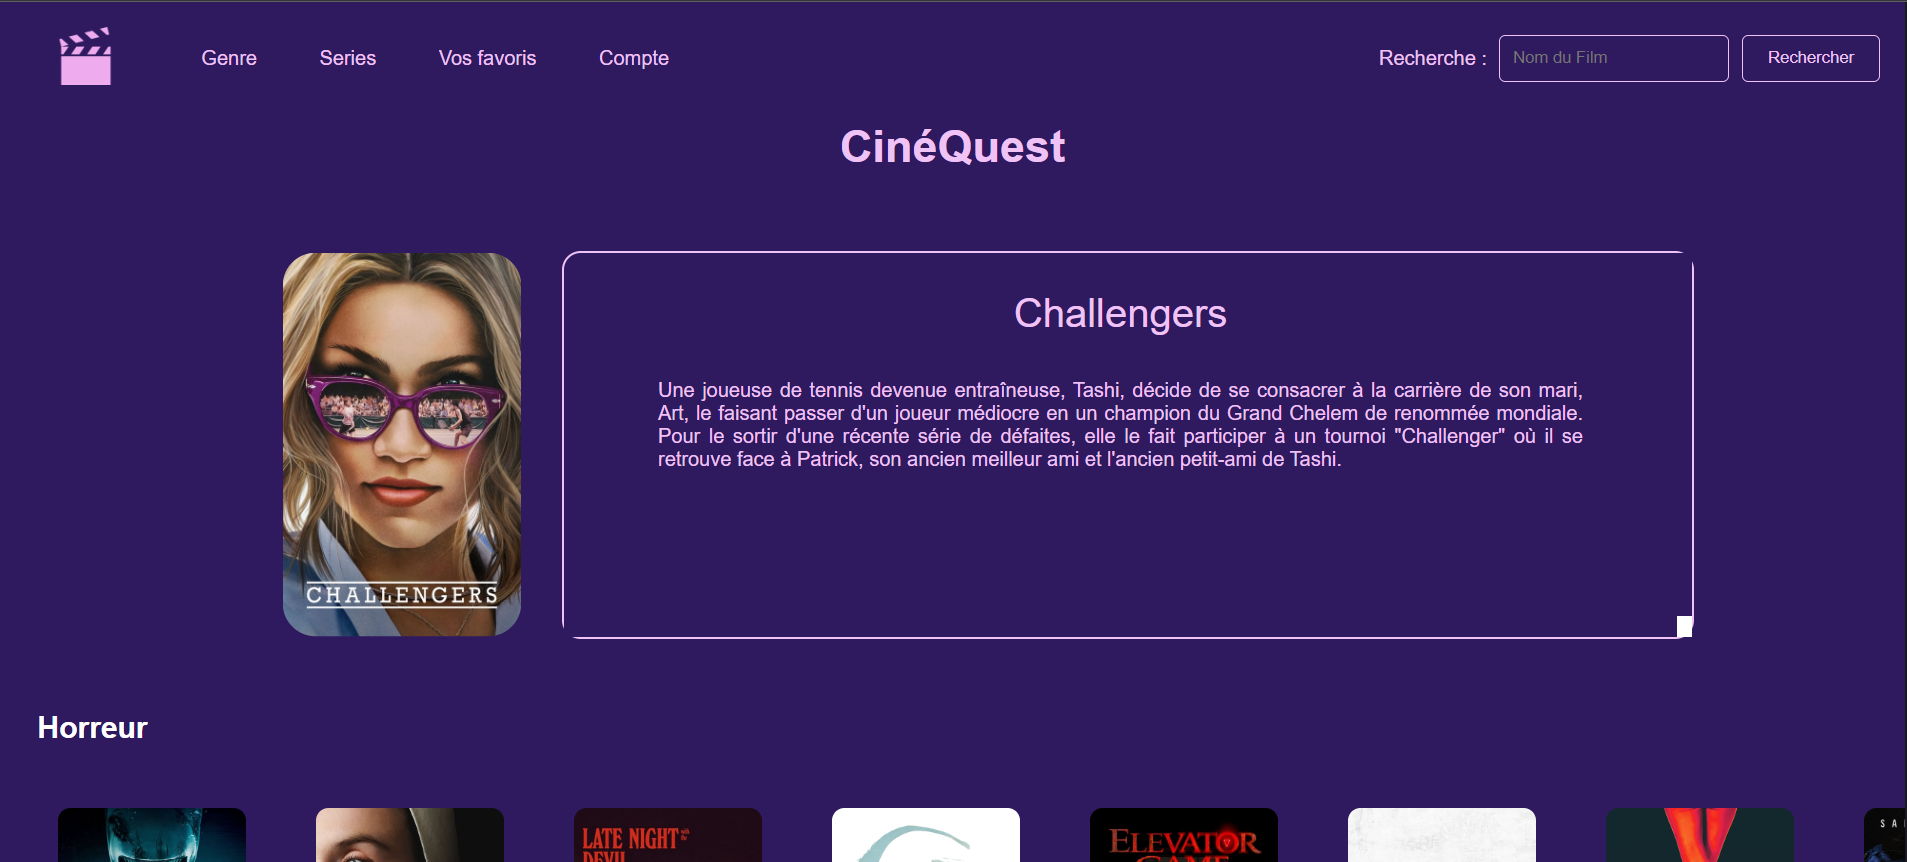 Genre Series Vos favoris Compte Recherche : Nom du Film Rechercher
CinéQuest
Challengers
Une joueuse de tennis devenue entraîneuse, Tashi, décide de se consacrer à la carrière de son mari,
Art, le faisant passer d'un joueur médiocre en un champion du Grand Chelem de renommée mondiale.
Pour le sortir d'une récente série de défaites, elle le fait participer à un tournoi "Challenger" où il se
retrouve face à Patrick, son ancien meilleur ami et l'ancien petit-ami de Tashi.
CHALLENGERS
Horreur
LATE NIGHT with the
DEVIL
ELEVATOR
GAME